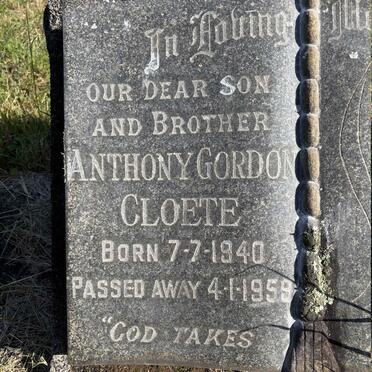 In Loving
OUR DEAR SON
AND BROTHER
ANTHONY GORDON
CLOETE
BORN 7-7-1940
PASSED AWAY 4-1-1959
"GOD TAKES